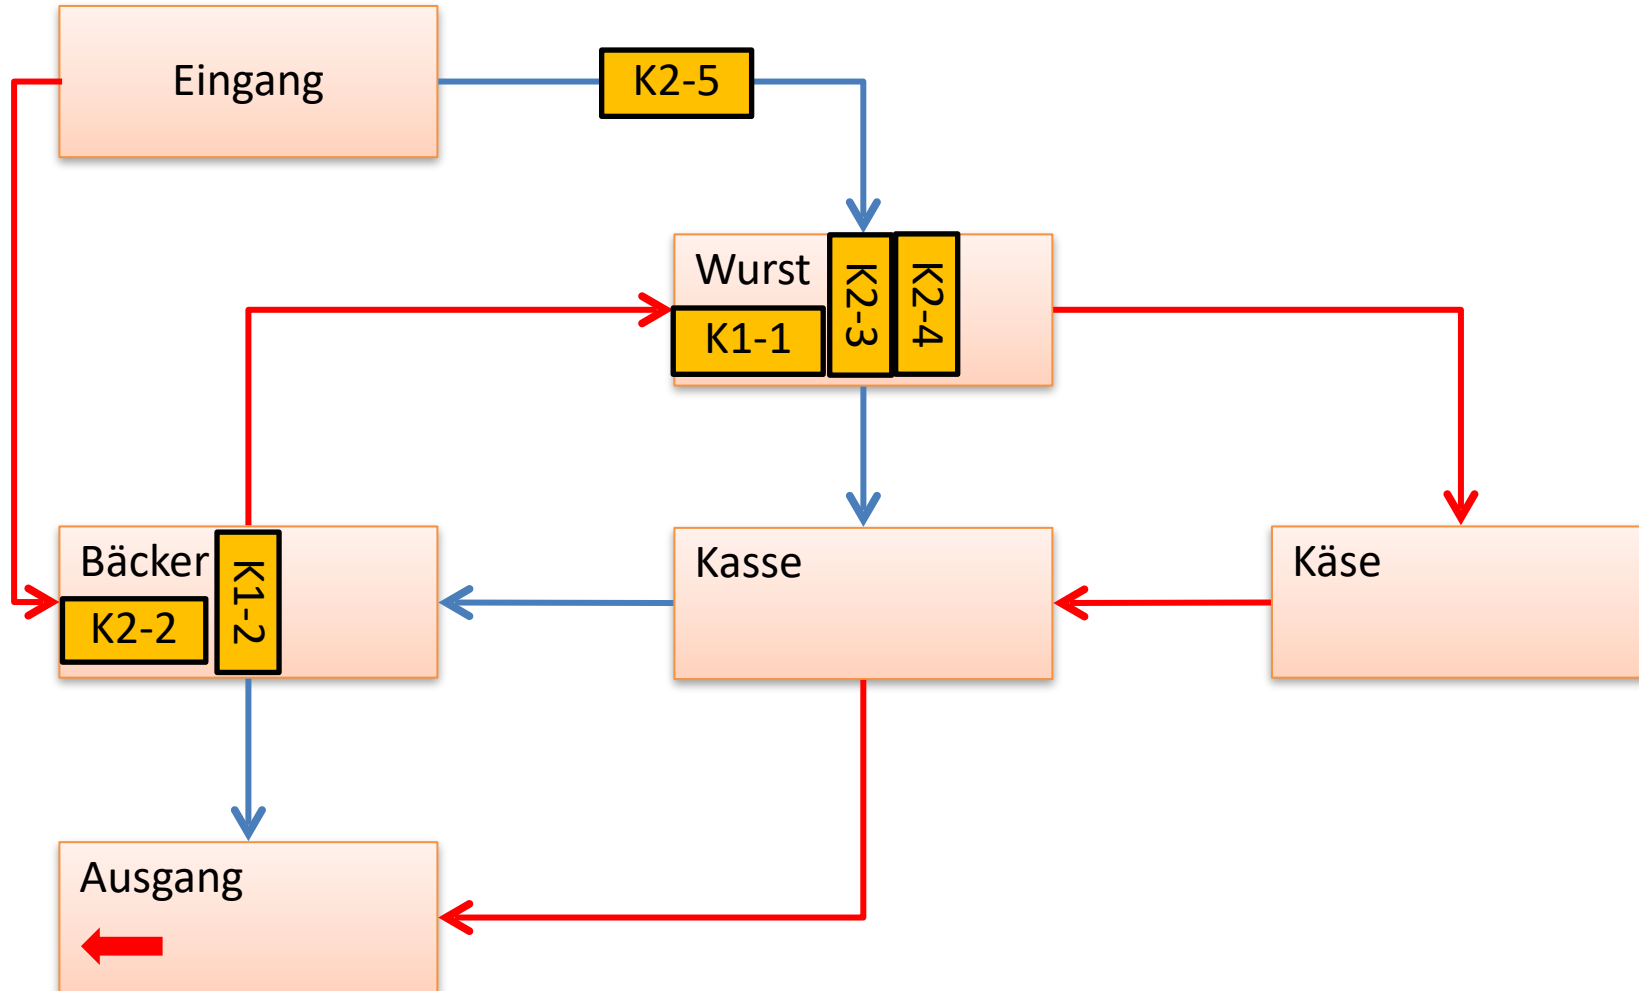 Eingang
K2-5
Wurst
K1-1
K2-3
K2-4
Bäcker
K2-2
K1-2
Kasse
Käse
Ausgang